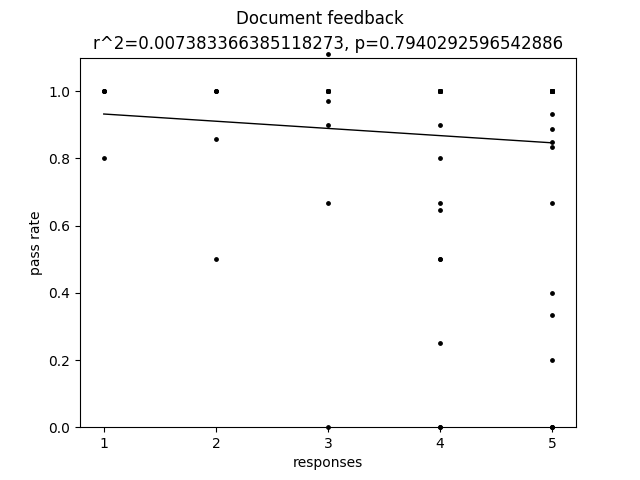 Document feedback
r^2=0.007383366385118273, p=0.7940292596542886
1.0
0.8
0.6
0.4
0.2
0.0
pass rate
1 2 3 4 5
responses